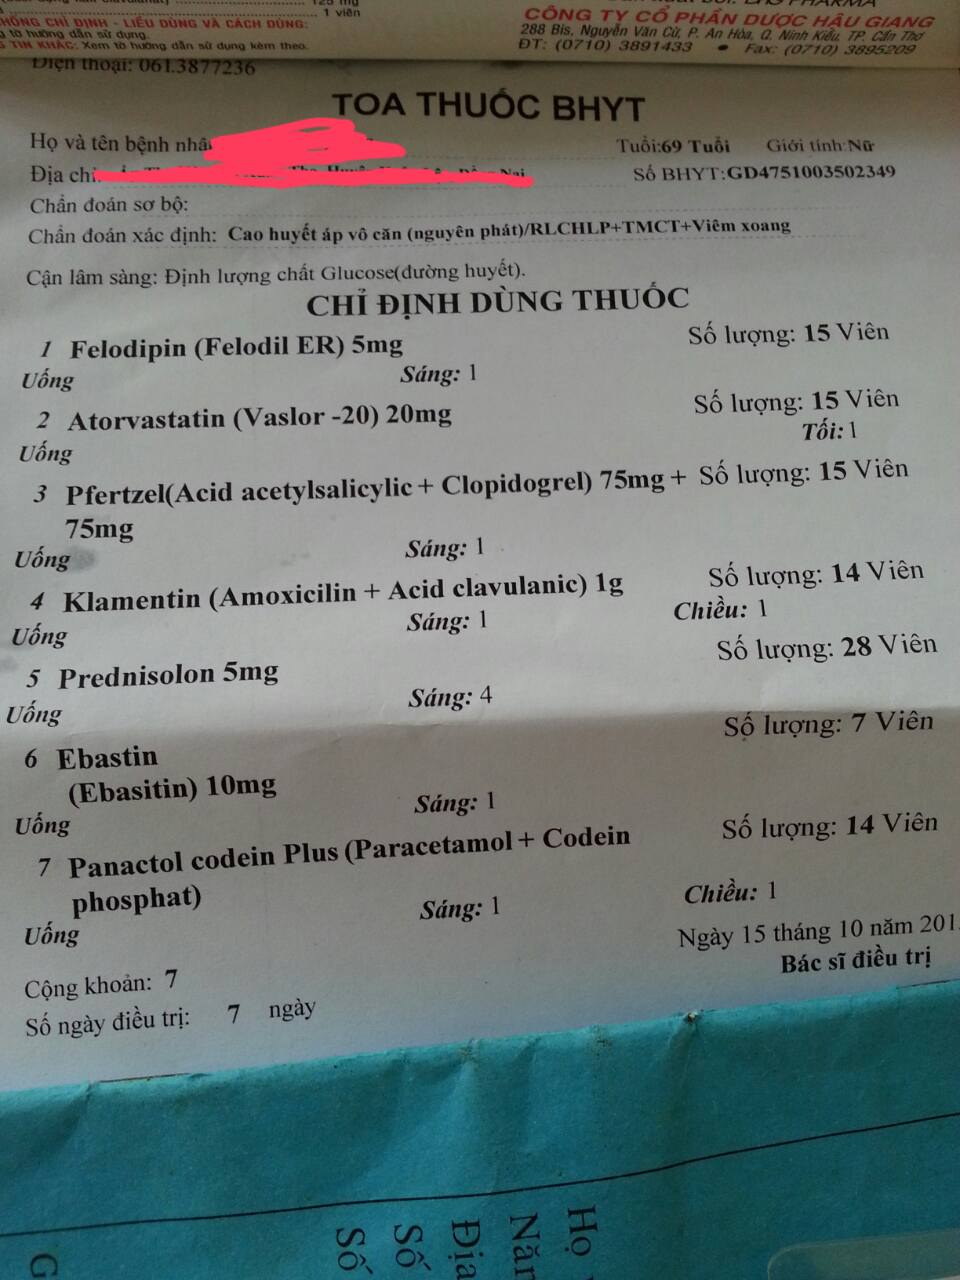 125 mg
1 viên
HỐNG CHỈ ĐỊNH - LIỀU DÙNG VÀ CÁCH DÙNG:
g tờ hướng dẫn sử dụng.
G TIN KHÁC: Xem tờ hướng dẫn sử dụng kèm theo.
CÔNG TY CỔ PHẦN DƯỢC HẬU GIANG
288 Bis, Nguyễn Văn Cừ, P. An Hòa, Q. Ninh Kiều, TP. Cần Thơ
ĐT: (0710) 3891433 • Fax: (0710) 3895209
Điện thoại: 061.3877236
TOA THUỐC BHYT
Họ và tên bệnh nhâ
Tuổi:69 Tuổi Giới tính:Nữ
Địa chỉ: Nai
Số BHYT:GD4751003502349
Chẩn đoán sơ bộ:
Chẩn đoán xác định: Cao huyết áp vô căn (nguyên phát)/RLCHLP+TMCT+Viêm xoang
Cận lâm sàng: Định lượng chất Glucose(đường huyết).
CHỈ ĐỊNH DÙNG THUỐC
1 Felodipin (Felodil ER) 5mg Số lượng: 15 Viên
Uống Sáng: 1
2 Atorvastatin (Vaslor -20) 20mg Số lượng: 15 Viên
Uống Tối: 1
3 Pfertzel(Acid acetylsalicylic + Clopidogrel) 75mg + Số lượng: 15 Viên
75mg
Uống Sáng: 1
4 Klamentin (Amoxicilin + Acid clavulanic) 1g Số lượng: 14 Viên
Uống Sáng: 1 Chiều: 1
5 Prednisolon 5mg Số lượng: 28 Viên
Uống Sáng: 4
6 Ebastin Số lượng: 7 Viên
(Ebasitin) 10mg
Uống Sáng: 1
7 Panactol codein Plus (Paracetamol + Codein Số lượng: 14 Viên
phosphat)
Uống Sáng: 1 Chiều: 1
Ngày 15 tháng 10 năm 201
Cộng khoản: 7 Bác sĩ điều trị
Số ngày điều trị: 7 ngày
Họ
Năn
Địa
Số
Số
G